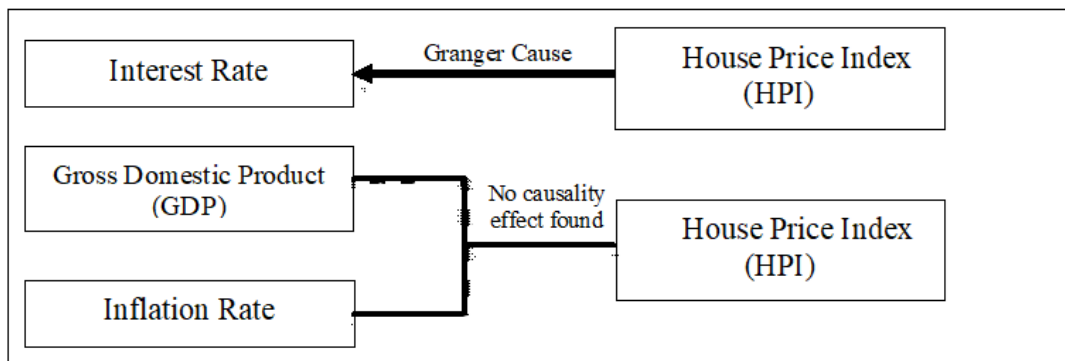 Interest Rate
Granger Cause
House Price Index
(HPI)
Gross Domestic Product
(GDP)
No causality
effect found
House Price Index
(HPI)
Inflation Rate